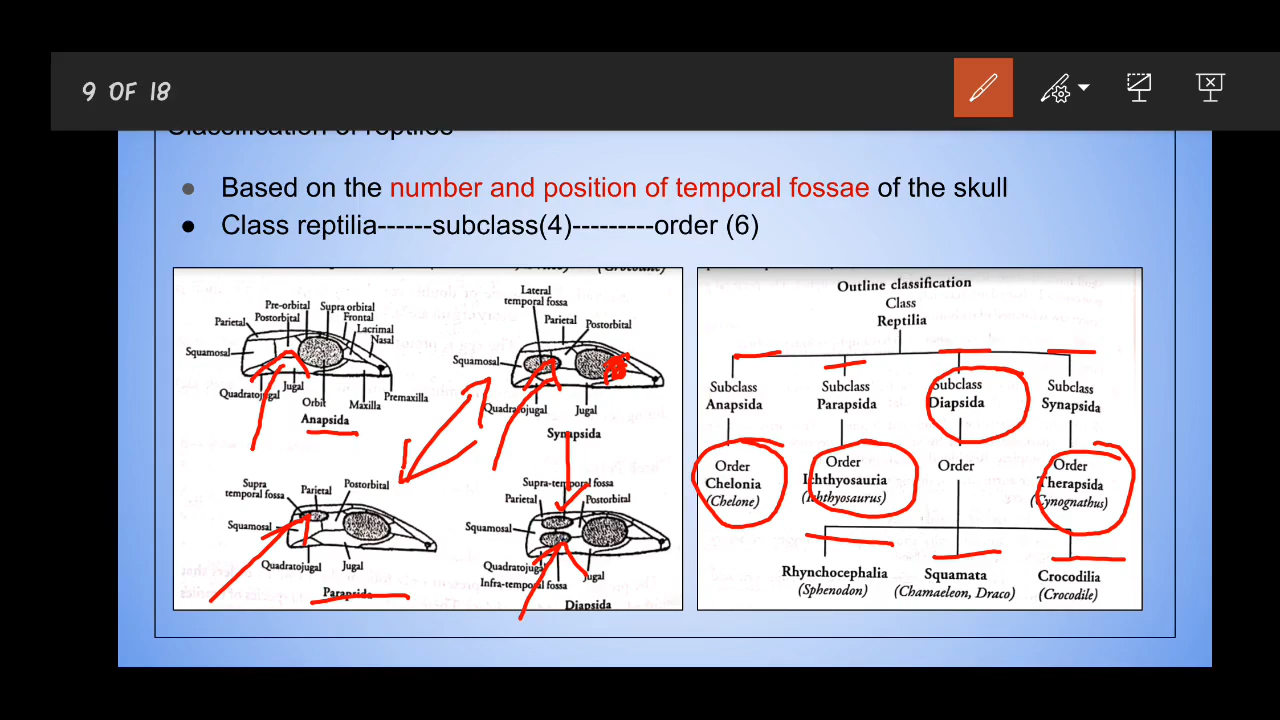 9 OF 18
Classification of reptiles
Based on the number and position of temporal fossae of the skull
Class reptilia------subclass(4)---------order (6)
Pre-orbital Supra orbital
Postorbital Frontal
Parietal Lacrimal
Nasal
Squamosal
Quadratojugal Jugal
Orbit Maxilla Premaxilla
Anapsida
Lateral
temporal fossa
Parietal Postorbital
Squamosal
Quadratojugal Jugal
Synapsida
Supra
temporal fossa Parietal Postorbital
Squamosal
Quadratojugal Jugal
Parapsida
Supra-temporal fossa
Parietal Postorbital
Squamosal
Quadratojugal Jugal
Infra-temporal fossa
Diapsida
(Crocodile)
Outline classification
Class
Reptilia
Subclass Subclass Subclass Subclass
Anapsida Parapsida Diapsida Synapsida
Order Order Order Order
Chelonia Ichthyosauria Therapsida
(Chelone) (Ichthyosaurus) (Cynognathus)
Rhynchocephalia Squamata Crocodilia
(Sphenodon) (Chamaeleon, Draco) (Crocodile)